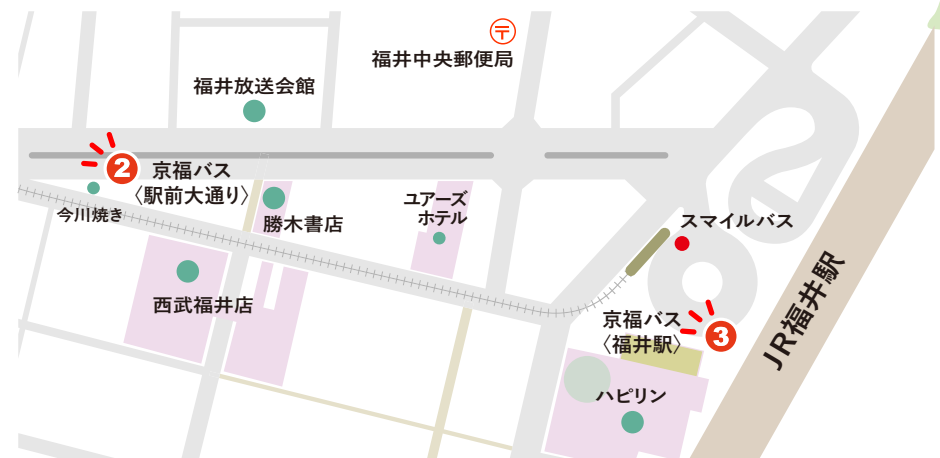 〒
福井中央郵便局
福井放送会館
2
京福バス
〈駅前大通り〉
今川焼き
勝木書店
ユアーズ
ホテル
スマイルバス
西武福井店
京福バス
〈福井駅〉
3
JR福井駅
ハピリン